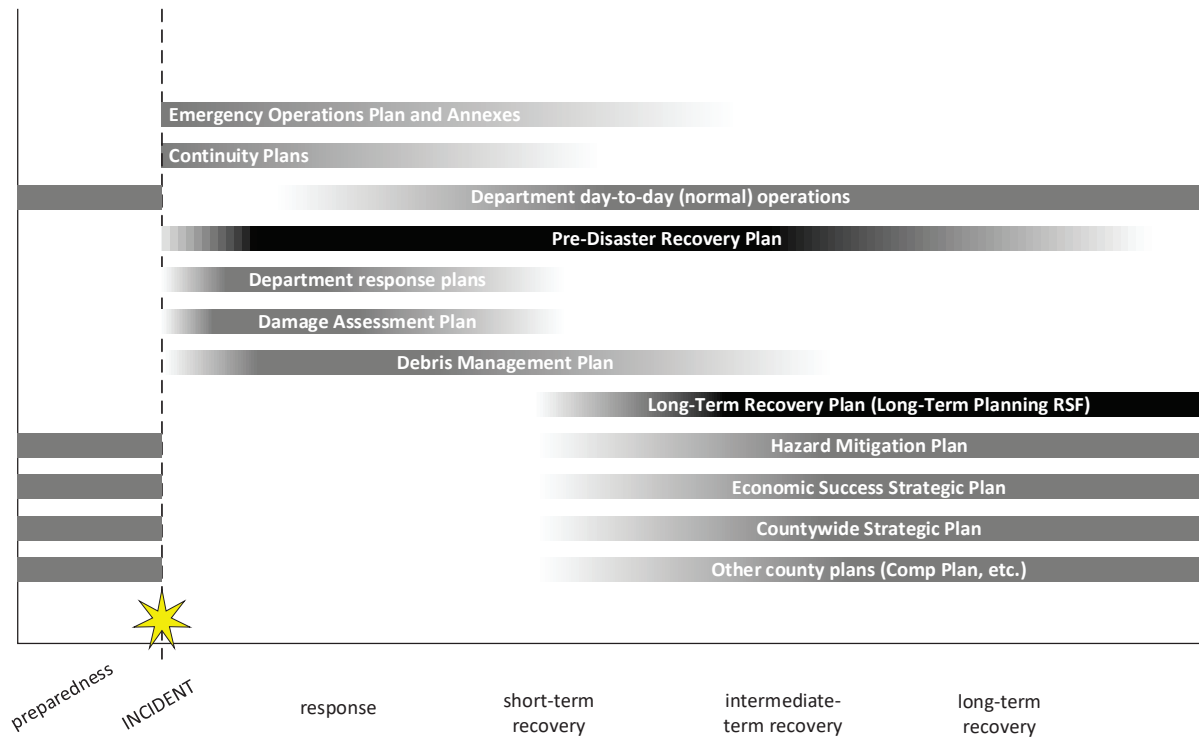 Emergency Operations Plan and Annexes
Continuity Plans
Department day-to-day (normal) operations
Pre-Disaster Recovery Plan
Department response plans
Damage Assessment Plan
Debris Management Plan
Long-Term Recovery Plan (Long-Term Planning RSF)
Hazard Mitigation Plan
Economic Success Strategic Plan
Countywide Strategic Plan
Other county plans (Comp Plan, etc.)
preparedness
INCIDENT
response
short-term
recovery
intermediate-
term recovery
long-term
recovery